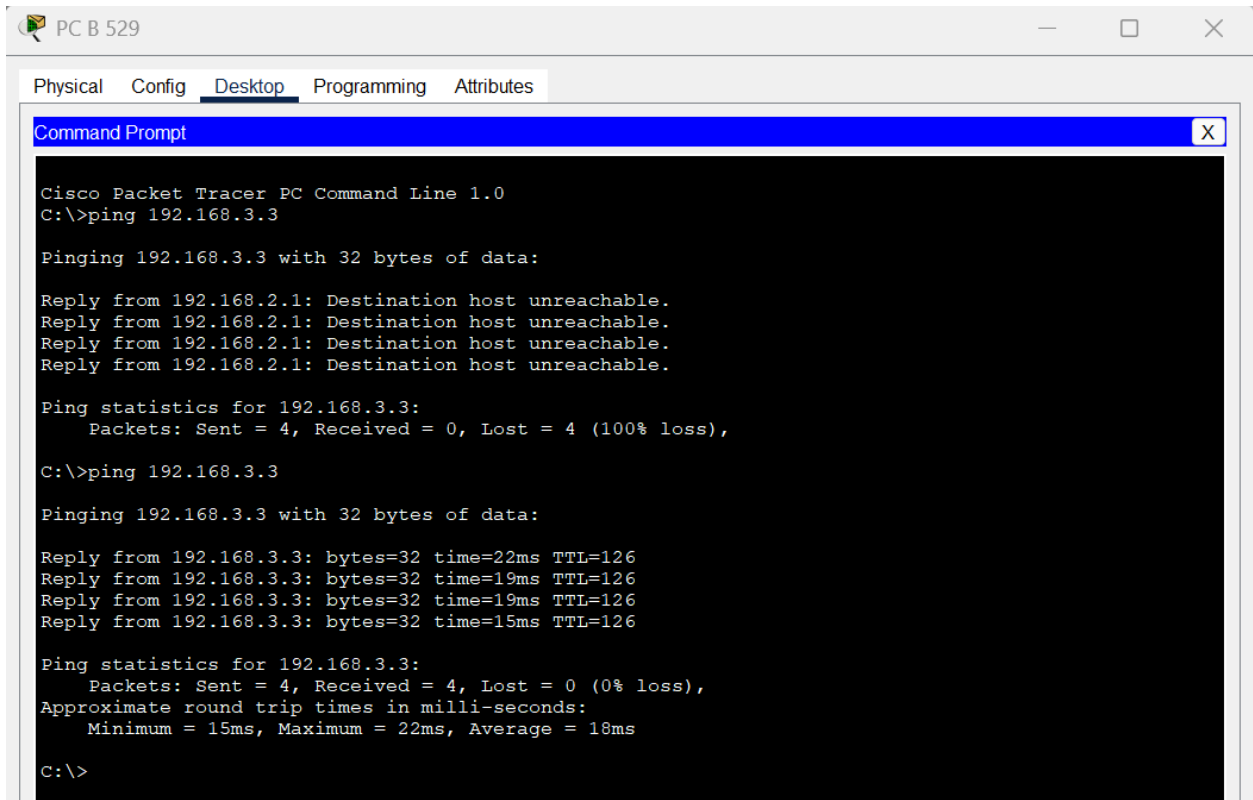 PC B 529
Physical Config Desktop Programming Attributes
Command Prompt X
Cisco Packet Tracer PC Command Line 1.0
C:\>ping 192.168.3.3
Pinging 192.168.3.3 with 32 bytes of data:
Reply from 192.168.2.1: Destination host unreachable.
Reply from 192.168.2.1: Destination host unreachable.
Reply from 192.168.2.1: Destination host unreachable.
Reply from 192.168.2.1: Destination host unreachable.
Ping statistics for 192.168.3.3:
    Packets: Sent = 4, Received = 0, Lost = 4 (100% loss),
C:\>ping 192.168.3.3
Pinging 192.168.3.3 with 32 bytes of data:
Reply from 192.168.3.3: bytes=32 time=22ms TTL=126
Reply from 192.168.3.3: bytes=32 time=19ms TTL=126
Reply from 192.168.3.3: bytes=32 time=19ms TTL=126
Reply from 192.168.3.3: bytes=32 time=15ms TTL=126
Ping statistics for 192.168.3.3:
    Packets: Sent = 4, Received = 4, Lost = 0 (0% loss),
Approximate round trip times in milli-seconds:
    Minimum = 15ms, Maximum = 22ms, Average = 18ms
C:\>